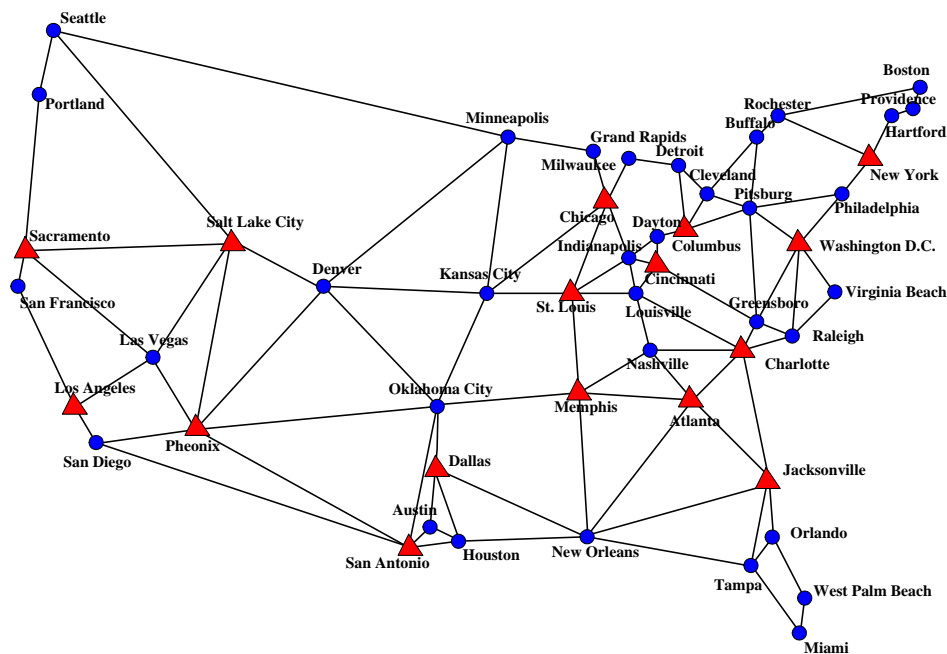 Seattle
Boston
Portland
Rochester
Providence
Minneapolis
Buffalo
Hartford
Grand Rapids
Detroit
Milwaukee
Cleveland
New York
Pitsburg
Philadelphia
Salt Lake City
Chicago
Dayton
Sacramento
Indianapolis
Columbus
Washington D.C.
Denver
Kansas City
Cincinnati
San Francisco
St. Louis
Louisville
Greensboro
Virginia Beach
Las Vegas
Raleigh
Nashville
Charlotte
Los Angeles
Oklahoma City
Memphis
Atlanta
San Diego
Pheonix
Dallas
Jacksonville
Austin
Orlando
San Antonio
Houston
New Orleans
Tampa
West Palm Beach
Miami